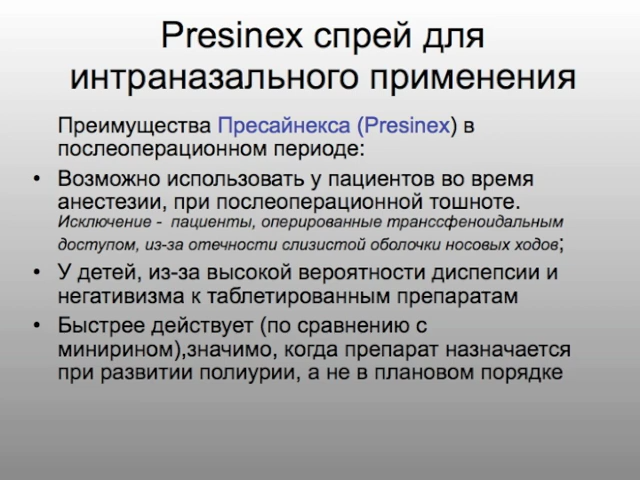 Presinex спрей для
интраназального применения
Преимущества Пресайнекса (Presinex) в
послеоперационном периоде:
• Возможно использовать у пациентов во время
анестезии, при послеоперационной тошноте.
Исключение - пациенты, оперированные транссфеноидальным
доступом, из-за отечности слизистой оболочки носовых ходов;
• У детей, из-за высокой вероятности диспепсии и
негативизма к таблетированным препаратам
• Быстрее действует (по сравнению с
минирином),значимо, когда препарат назначается
при развитии полиурии, а не в плановом порядке